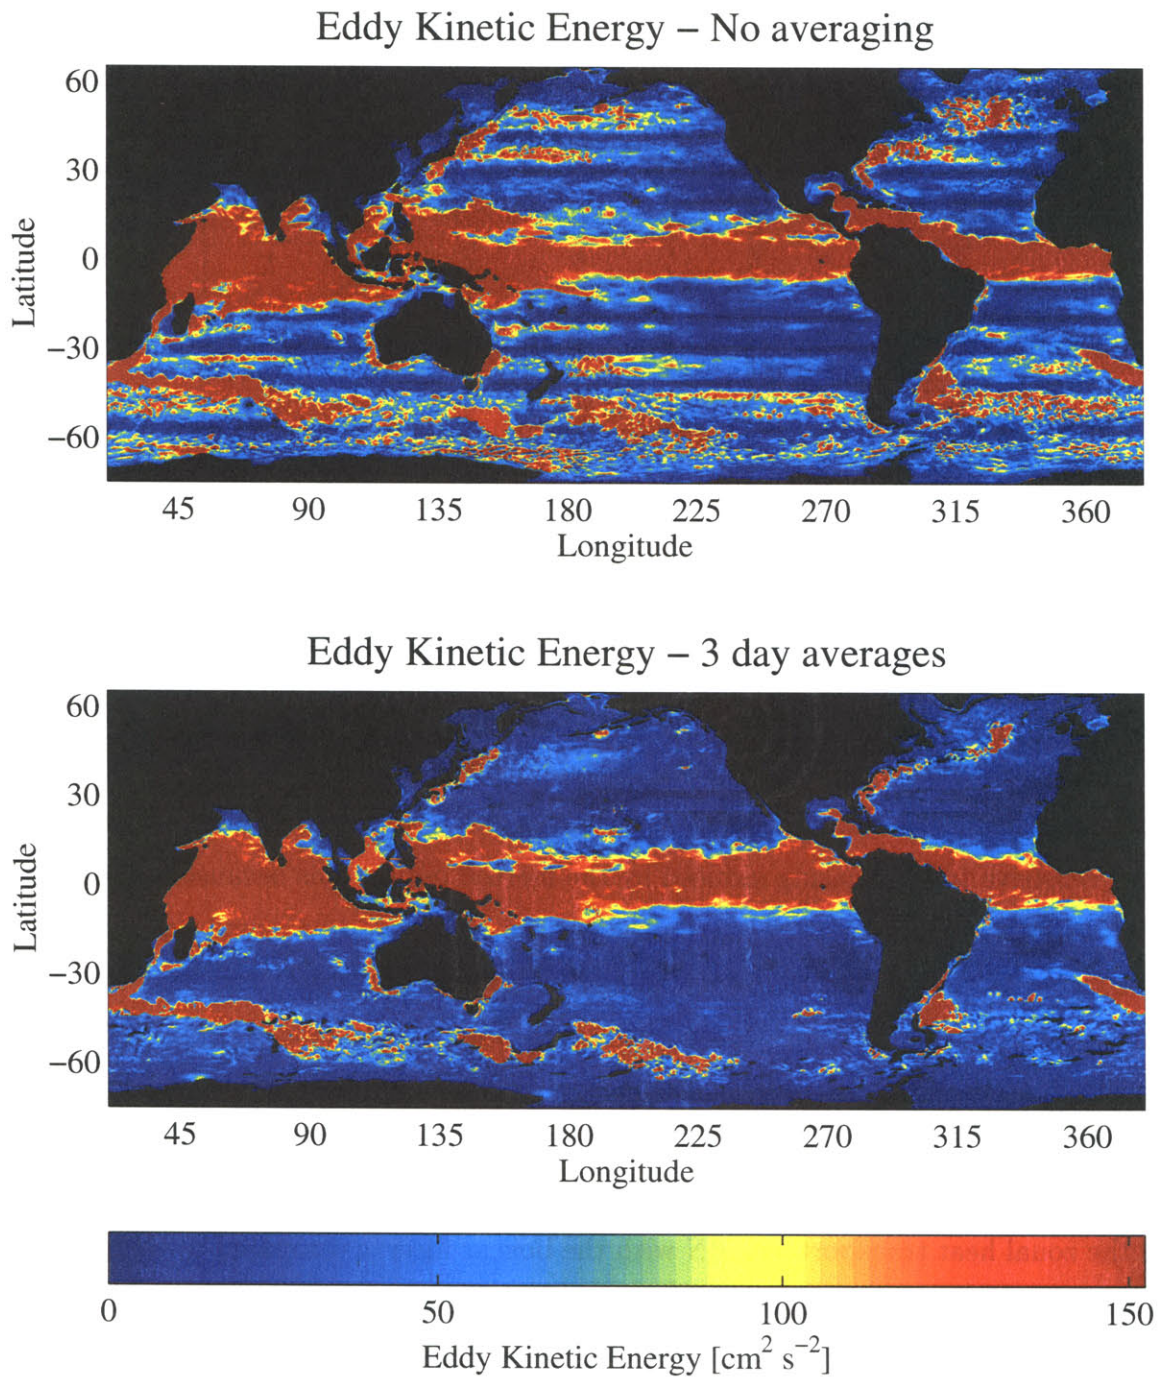 Eddy Kinetic Energy − No averaging
60
30
0
−30
−60
Latitude
45 90 135 180 225 270 315 360
Longitude
Eddy Kinetic Energy − 3 day averages
60
30
0
−30
−60
Latitude
45 90 135 180 225 270 315 360
Longitude
0 50 100 150
Eddy Kinetic Energy [cm² s⁻²]